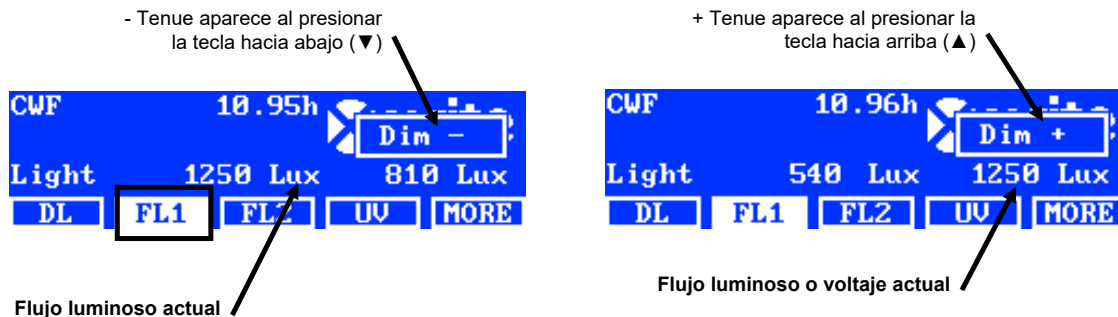 - Tenue aparece al presionar
la tecla hacia abajo (▼)
CWF 10.95h
Dim -
Light 1250 Lux 810 Lux
DL FL1 FL2 UV MORE
Flujo luminoso actual
+ Tenue aparece al presionar la
tecla hacia arriba (▲)
CWF 10.96h
Dim +
Light 540 Lux 1250 Lux
DL FL1 FL2 UV MORE
Flujo luminoso o voltaje actual